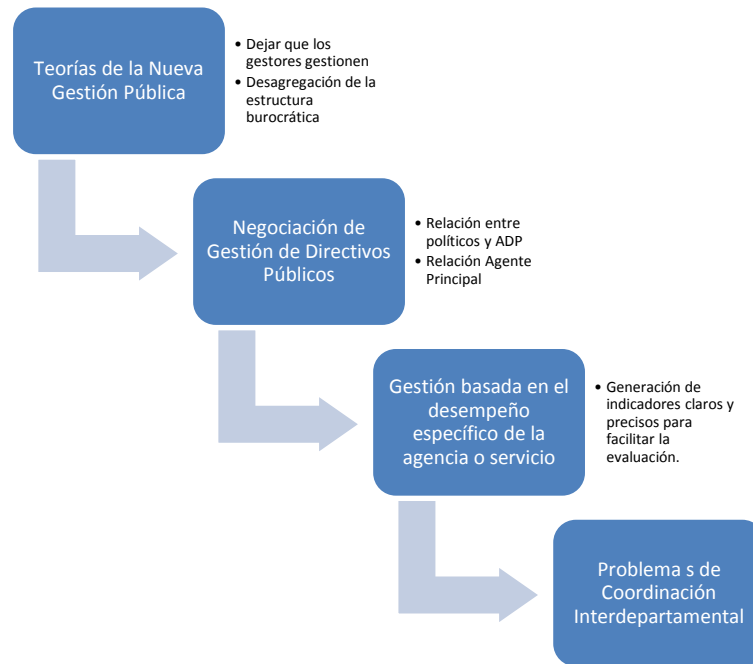 Teorías de la Nueva
Gestión Pública
• Dejar que los
gestores gestionen
• Desagregación de la
estructura
burocrática
Negociación de
Gestión de Directivos
Públicos
• Relación entre
políticos y ADP
• Relación Agente
Principal
Gestión basada en el
desempeño
específico de la
agencia o servicio
• Generación de
indicadores claros y
precisos para
facilitar la
evaluación.
Problema s de
Coordinación
Interdepartamental